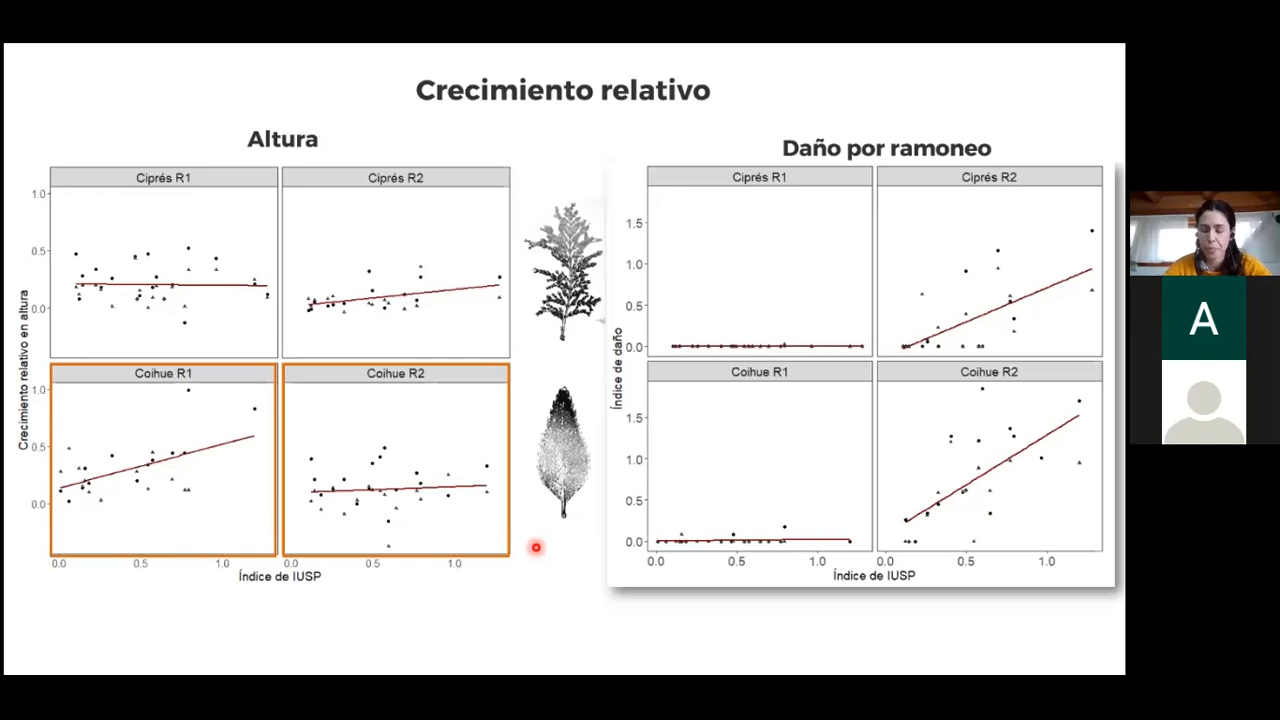 Crecimiento relativo
Altura
Daño por ramoneo
Ciprés R1
Ciprés R2
1.0
0.5
0.0
Coihue R1
Coihue R2
1.0
0.5
0.0
0.0
0.5
1.0
0.0
0.5
1.0
Crecimiento relativo en altura
Índice de IUSP
Ciprés R1
Ciprés R2
1.5
1.0
0.5
0.0
Coihue R1
Coihue R2
1.5
1.0
0.5
0.0
0.0
0.5
1.0
0.0
0.5
1.0
Índice de daño
Índice de IUSP
A